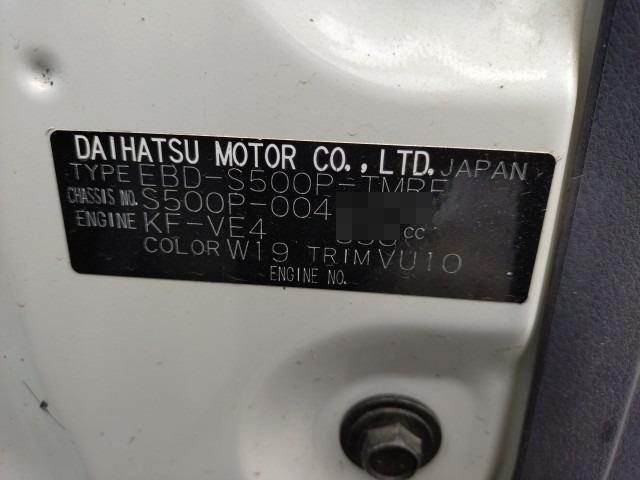 DAIHATSU MOTOR CO., LTD. JAPAN
TYPE EBD-S500P-TMRF
CHASSIS NO. S500P-004
ENGINE KF-VE4 cc
COLOR W19 TRIM VU10
ENGINE NO.